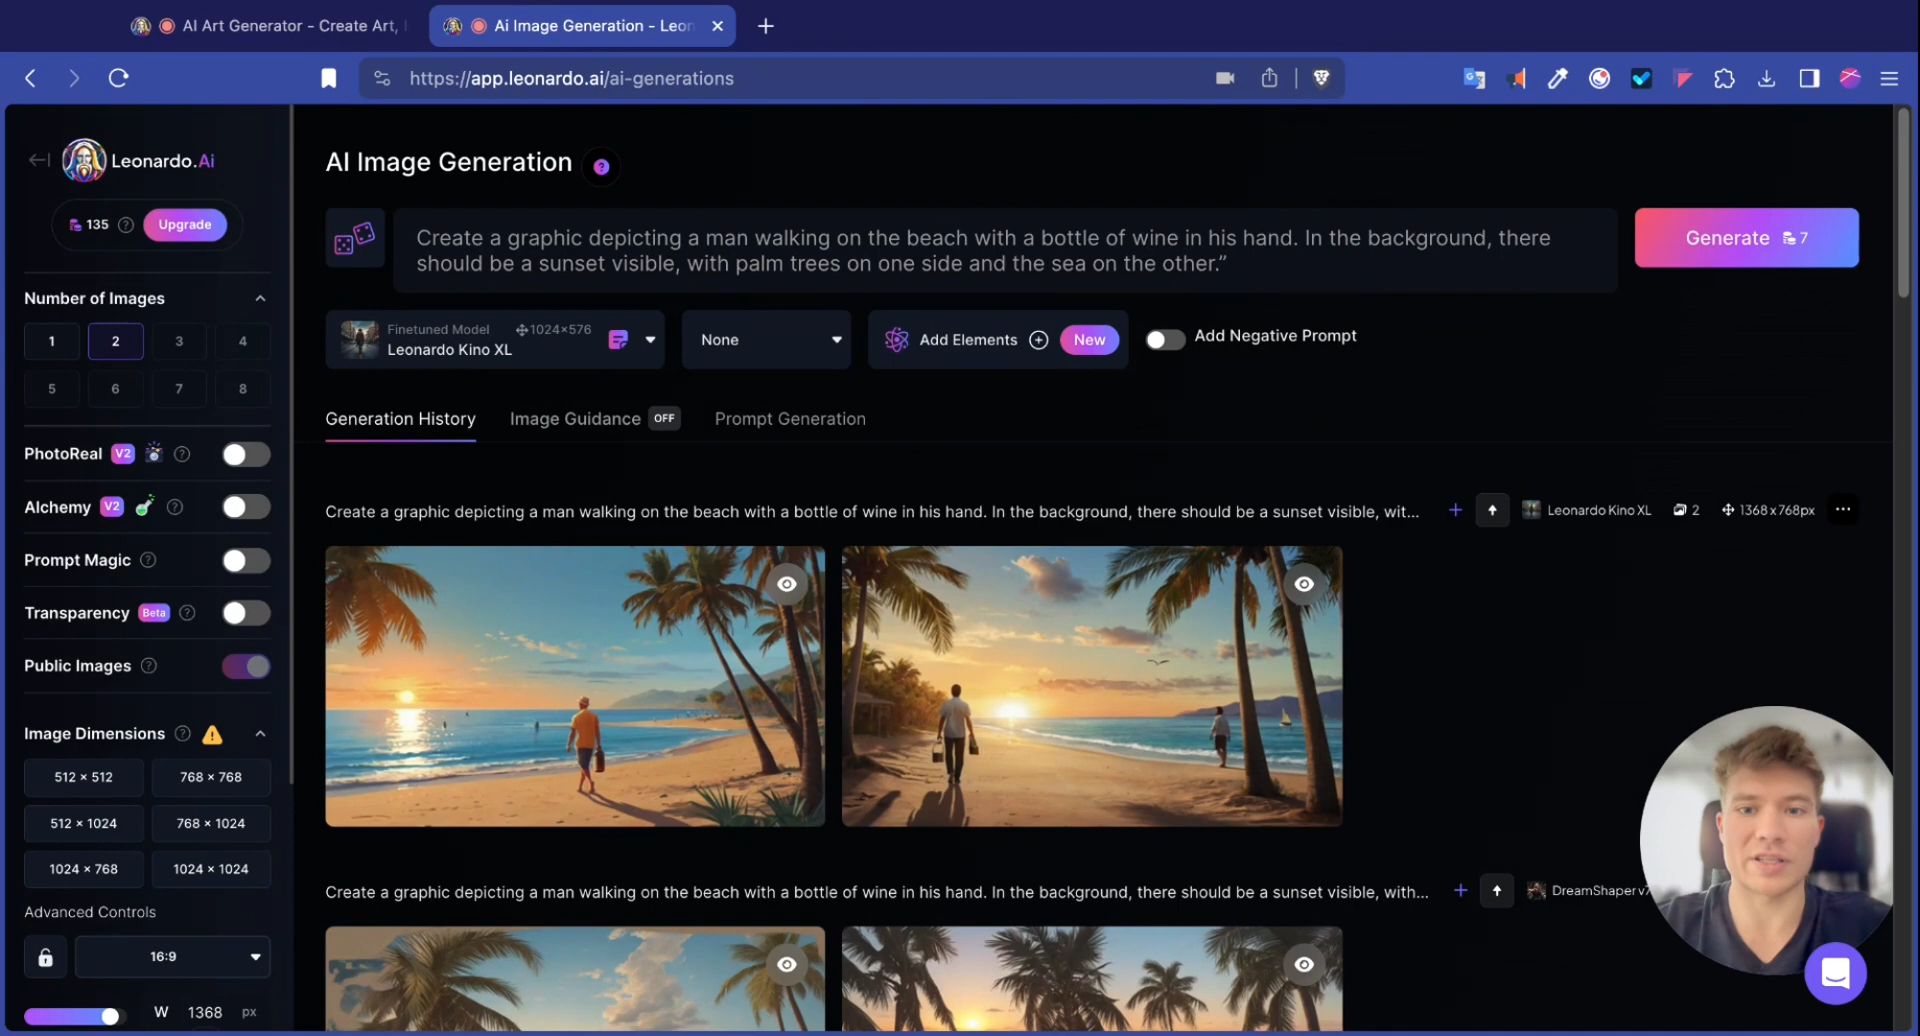 AI Art Generator - Create Art,
Ai Image Generation - Leon
https://app.leonardo.ai/ai-generations
Leonardo.Ai
135
Upgrade
Number of Images
1 2 3 4
5 6 7 8
PhotoReal V2
Alchemy V2
Prompt Magic
Transparency Beta
Public Images
Image Dimensions
512 × 512 768 × 768
512 × 1024 768 × 1024
1024 × 768 1024 × 1024
Advanced Controls
16:9
W 1368 px
AI Image Generation
Create a graphic depicting a man walking on the beach with a bottle of wine in his hand. In the background, there
should be a sunset visible, with palm trees on one side and the sea on the other.”
Generate 7
Finetuned Model 1024×576
Leonardo Kino XL
None
Add Elements
New
Add Negative Prompt
Generation History
Image Guidance OFF
Prompt Generation
Create a graphic depicting a man walking on the beach with a bottle of wine in his hand. In the background, there should be a sunset visible, wit...
Leonardo Kino XL 2 1368 x 768px
Create a graphic depicting a man walking on the beach with a bottle of wine in his hand. In the background, there should be a sunset visible, with...
DreamShaper v7